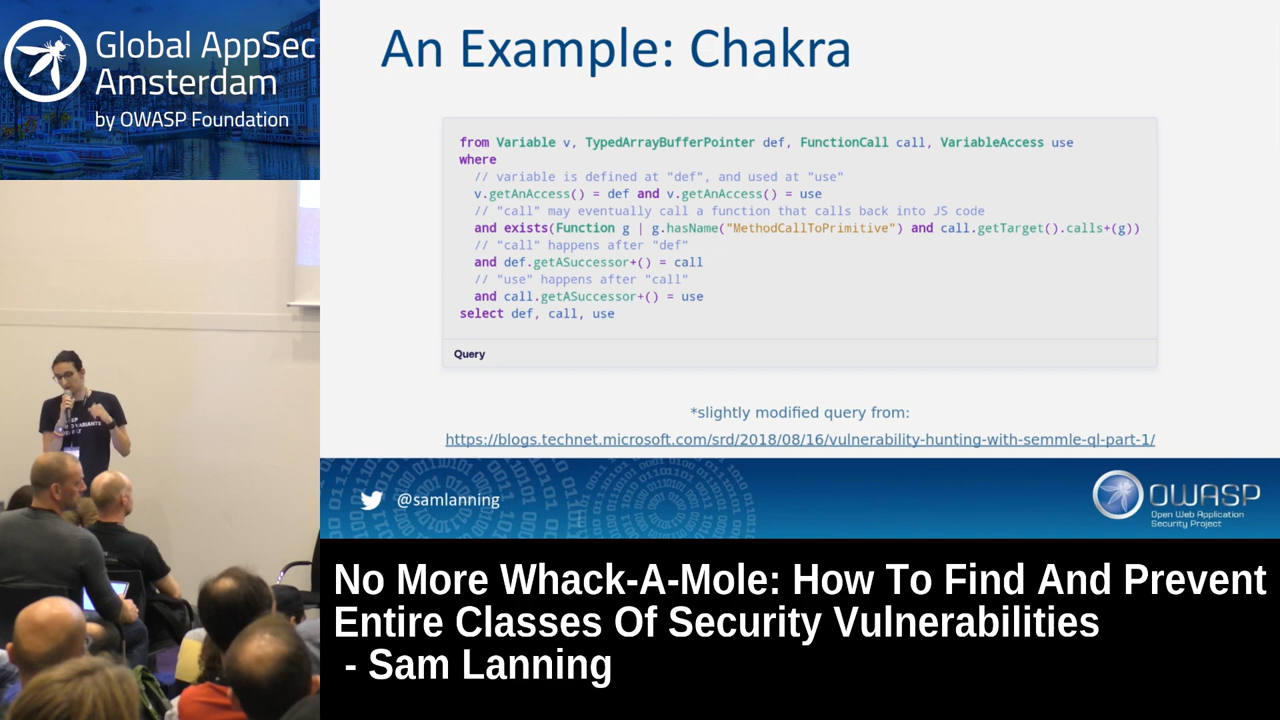 Global AppSec
Amsterdam
by OWASP Foundation
An Example: Chakra
from Variable v, TypedArrayBufferPointer def, FunctionCall call, VariableAccess use
where
// variable is defined at "def", and used at "use"
v.getAnAccess() = def and v.getAnAccess() = use
// "call" may eventually call a function that calls back into JS code
and exists(Function g | g.hasName("MethodCallToPrimitive") and call.getTarget().calls+(g))
// "call" happens after "def"
and def.getASuccessor+() = call
// "use" happens after "call"
and call.getASuccessor+() = use
select def, call, use
Query
*slightly modified query from:
https://blogs.technet.microsoft.com/srd/2018/08/16/vulnerability-hunting-with-semmle-ql-part-1/
@samlanning
OWASP
Open Web Application
Security Project
No More Whack-A-Mole: How To Find And Prevent
Entire Classes Of Security Vulnerabilities
- Sam Lanning